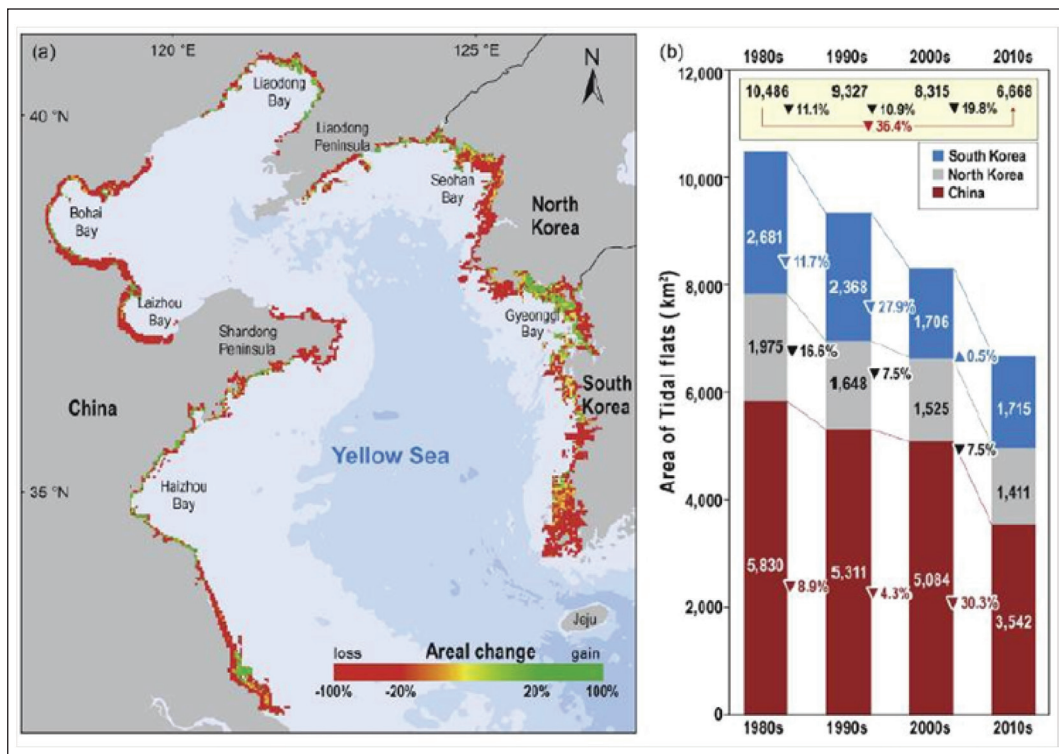 (a)
120 °E
125 °E
N
40 °N
Liaodong
Bay
Liaodong
Peninsula
Seohan
Bay
Bohai
Bay
North
Korea
Laizhou
Bay
Gyeonggi
Bay
Shandong
Peninsula
China
South
Korea
Yellow Sea
35 °N
Haizhou
Bay
Jeju
loss Areal change gain
-100% -20% 20% 100%
(b)
1980s 1990s 2000s 2010s
12,000
10,486 9,327 8,315 6,668
▼11.1% ▼10.9% ▼19.8%
▼36.4%
South Korea
North Korea
China
10,000
2,681
▼11.7%
2,368
▼27.9%
8,000
1,706
1,975
▼16.6%
▲0.5%
1,648
▼7.5%
1,715
6,000
1,525
▼7.5%
1,411
4,000
5,830
▼8.9%
5,311
▼4.3%
5,084
▼30.3%
3,542
2,000
0
Area of Tidal flats (km²)
1980s 1990s 2000s 2010s